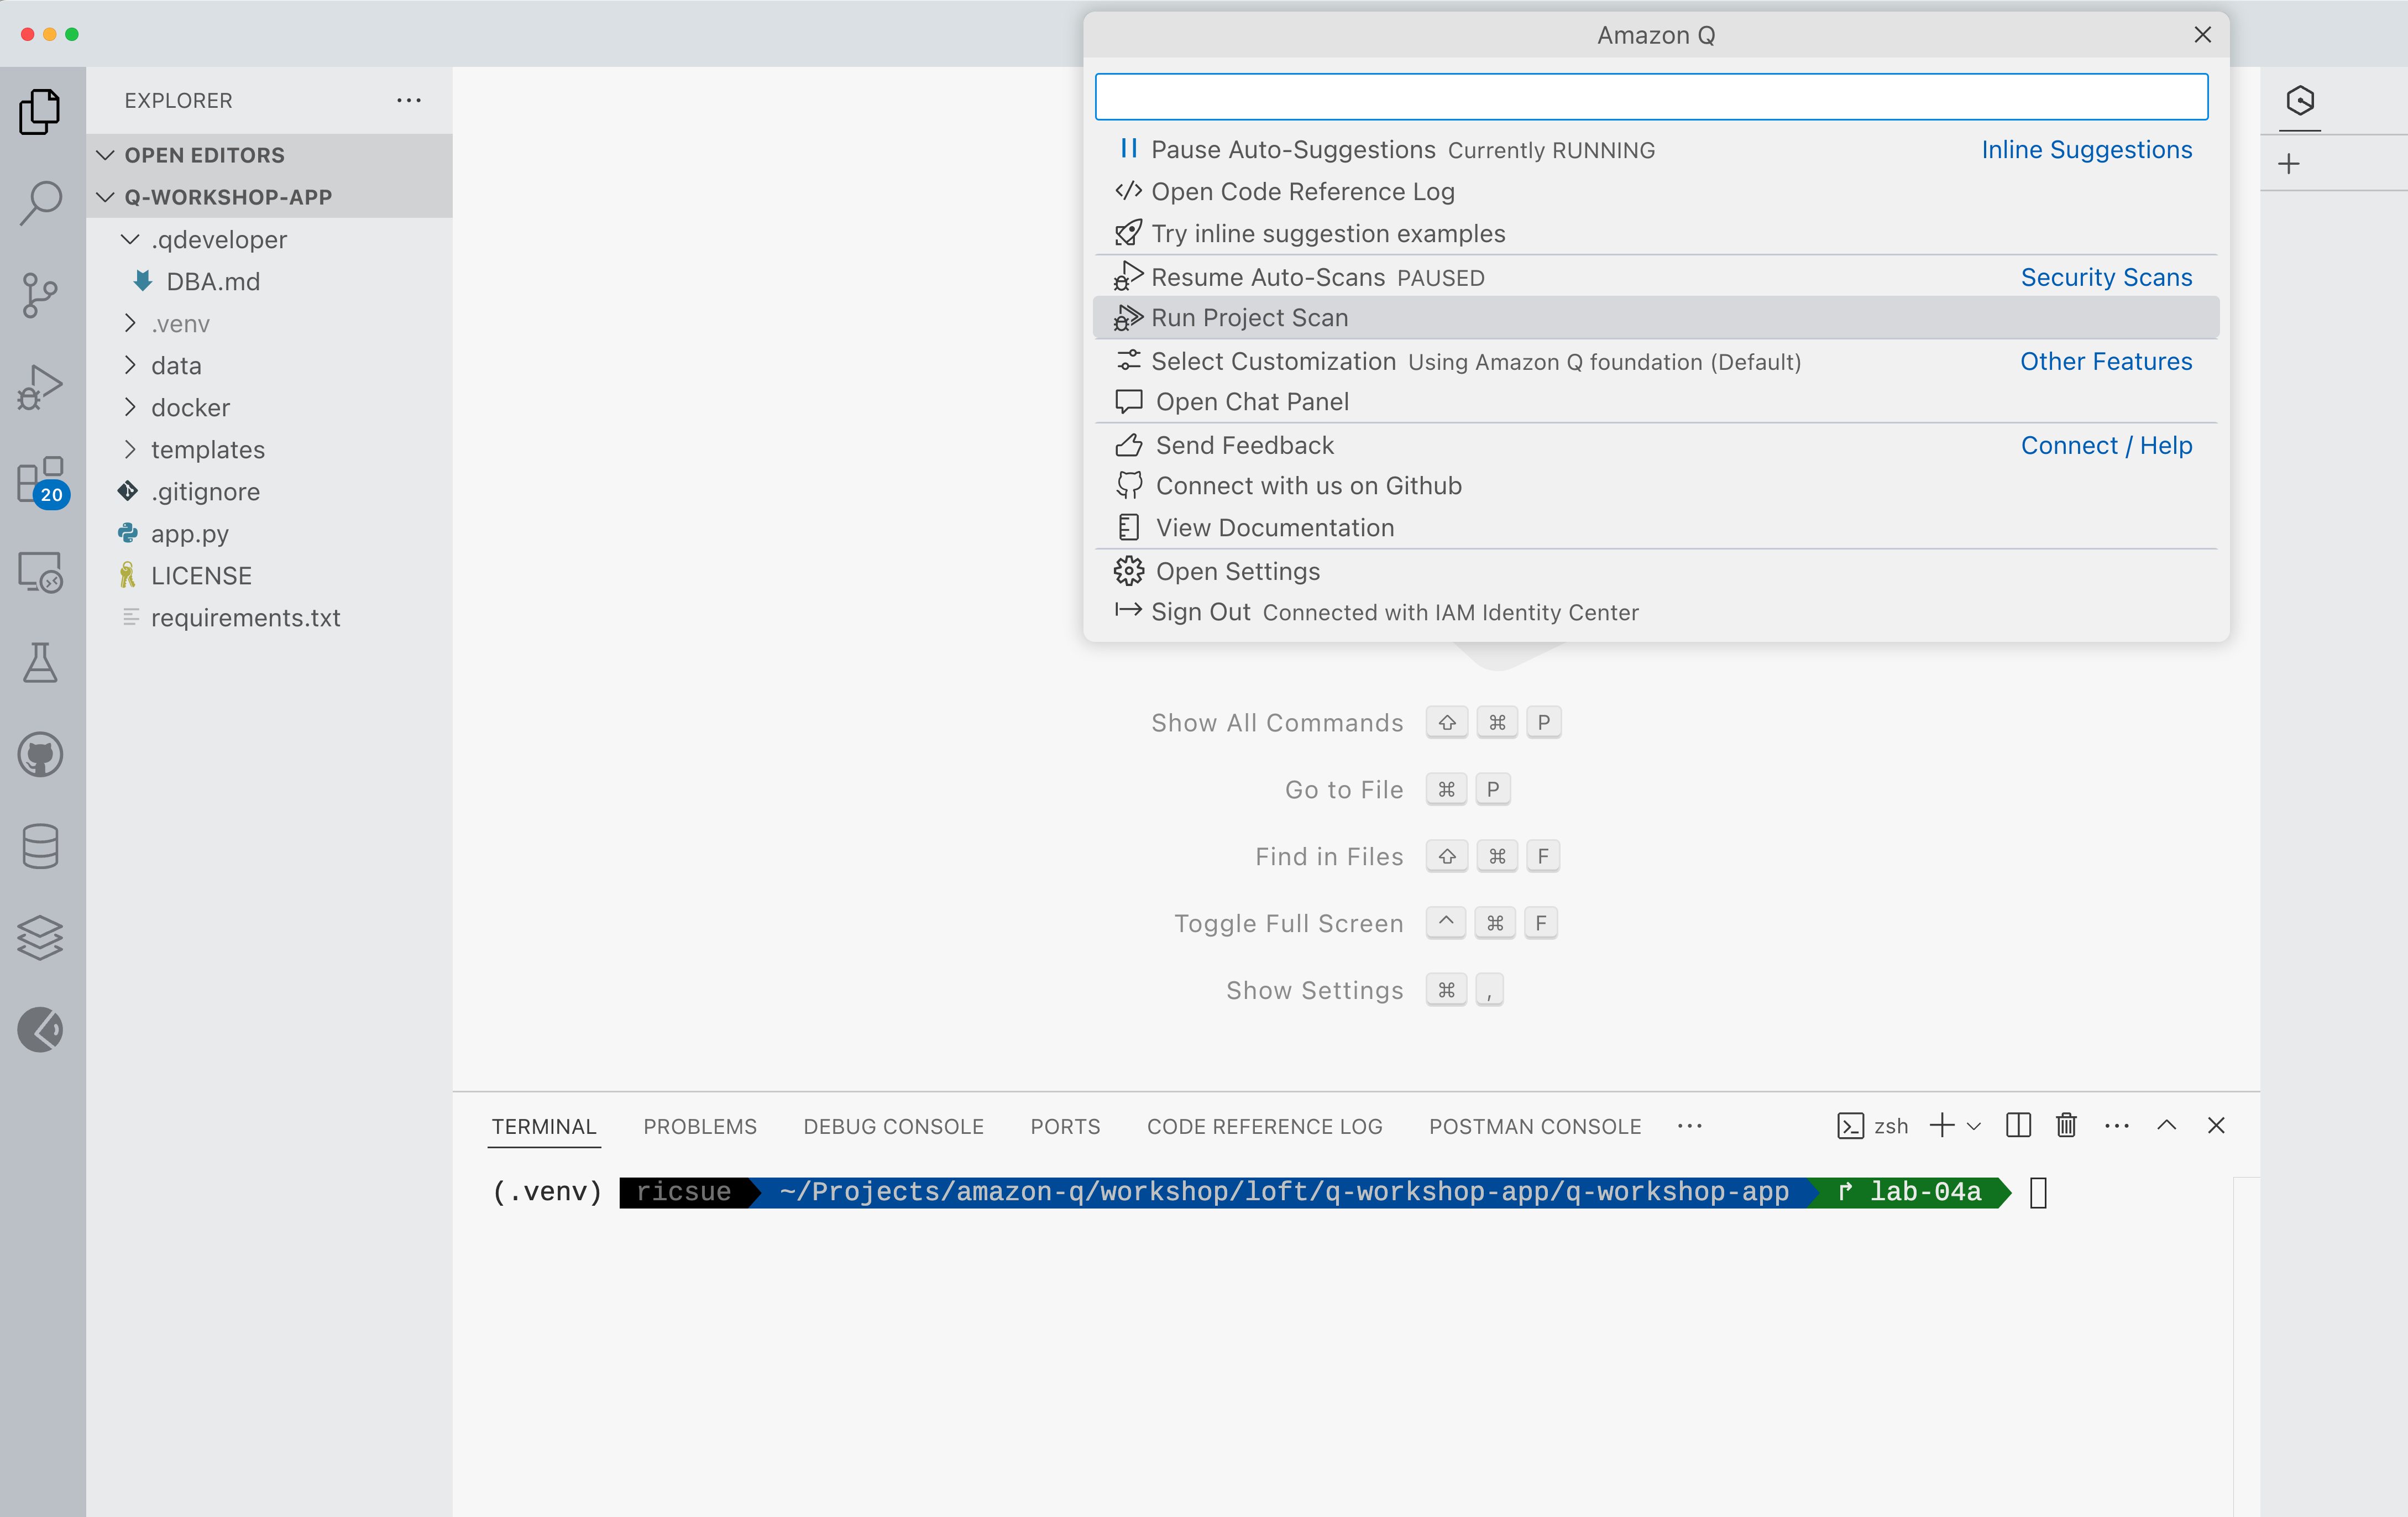 Amazon Q
EXPLORER
OPEN EDITORS
Q-WORKSHOP-APP
.qdeveloper
DBA.md
.venv
data
docker
templates
.gitignore
app.py
LICENSE
requirements.txt
20
Pause Auto-Suggestions Currently RUNNING Inline Suggestions
Open Code Reference Log
Try inline suggestion examples
Resume Auto-Scans PAUSED Security Scans
Run Project Scan
Select Customization Using Amazon Q foundation (Default) Other Features
Open Chat Panel
Send Feedback Connect / Help
Connect with us on Github
View Documentation
Open Settings
Sign Out Connected with IAM Identity Center
Show All Commands ⇧ ⌘ P
Go to File ⌘ P
Find in Files ⇧ ⌘ F
Toggle Full Screen ^ ⌘ F
Show Settings ⌘ ,
TERMINAL PROBLEMS DEBUG CONSOLE PORTS CODE REFERENCE LOG POSTMAN CONSOLE ··· zsh
(.venv) ricsue ~/Projects/amazon-q/workshop/loft/q-workshop-app/q-workshop-app lab-04a